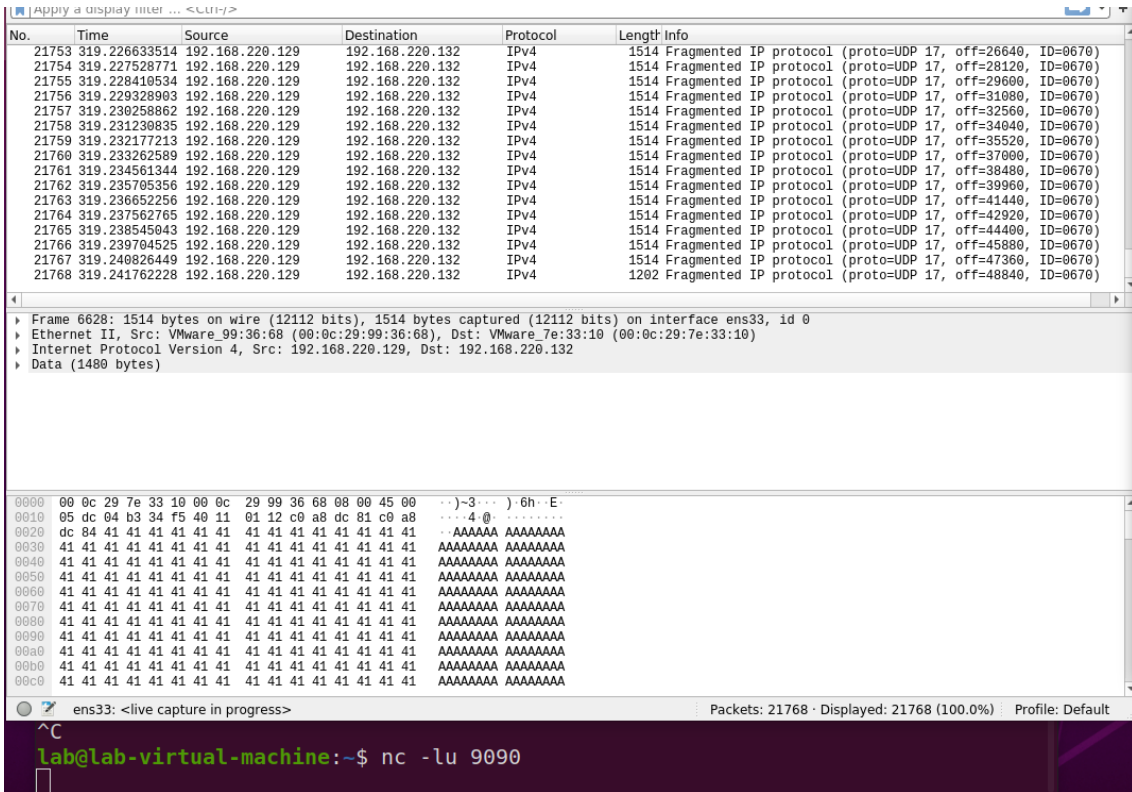 Apply a display filter ... <Ctrl-/>
No. Time Source Destination Protocol Length Info
21753 319.226633514 192.168.220.129 192.168.220.132 IPv4 1514 Fragmented IP protocol (proto=UDP 17, off=26640, ID=0670)
21754 319.227528771 192.168.220.129 192.168.220.132 IPv4 1514 Fragmented IP protocol (proto=UDP 17, off=28120, ID=0670)
21755 319.228410534 192.168.220.129 192.168.220.132 IPv4 1514 Fragmented IP protocol (proto=UDP 17, off=29600, ID=0670)
21756 319.229328903 192.168.220.129 192.168.220.132 IPv4 1514 Fragmented IP protocol (proto=UDP 17, off=31080, ID=0670)
21757 319.230258862 192.168.220.129 192.168.220.132 IPv4 1514 Fragmented IP protocol (proto=UDP 17, off=32560, ID=0670)
21758 319.231230835 192.168.220.129 192.168.220.132 IPv4 1514 Fragmented IP protocol (proto=UDP 17, off=34040, ID=0670)
21759 319.232177213 192.168.220.129 192.168.220.132 IPv4 1514 Fragmented IP protocol (proto=UDP 17, off=35520, ID=0670)
21760 319.233262589 192.168.220.129 192.168.220.132 IPv4 1514 Fragmented IP protocol (proto=UDP 17, off=37000, ID=0670)
21761 319.234561344 192.168.220.129 192.168.220.132 IPv4 1514 Fragmented IP protocol (proto=UDP 17, off=38480, ID=0670)
21762 319.235705356 192.168.220.129 192.168.220.132 IPv4 1514 Fragmented IP protocol (proto=UDP 17, off=39960, ID=0670)
21763 319.236652256 192.168.220.129 192.168.220.132 IPv4 1514 Fragmented IP protocol (proto=UDP 17, off=41440, ID=0670)
21764 319.237562765 192.168.220.129 192.168.220.132 IPv4 1514 Fragmented IP protocol (proto=UDP 17, off=42920, ID=0670)
21765 319.238545043 192.168.220.129 192.168.220.132 IPv4 1514 Fragmented IP protocol (proto=UDP 17, off=44400, ID=0670)
21766 319.239704525 192.168.220.129 192.168.220.132 IPv4 1514 Fragmented IP protocol (proto=UDP 17, off=45880, ID=0670)
21767 319.240826449 192.168.220.129 192.168.220.132 IPv4 1514 Fragmented IP protocol (proto=UDP 17, off=47360, ID=0670)
21768 319.241762228 192.168.220.129 192.168.220.132 IPv4 1202 Fragmented IP protocol (proto=UDP 17, off=48840, ID=0670)
Frame 6628: 1514 bytes on wire (12112 bits), 1514 bytes captured (12112 bits) on interface ens33, id 0
Ethernet II, Src: VMware_99:36:68 (00:0c:29:99:36:68), Dst: VMware_7e:33:10 (00:0c:29:7e:33:10)
Internet Protocol Version 4, Src: 192.168.220.129, Dst: 192.168.220.132
Data (1480 bytes)
0000 00 0c 29 7e 33 10 00 0c 29 99 36 68 08 00 45 00 ··)~3··· )·6h··E·
0010 05 dc 04 b3 34 f5 40 11 01 12 c0 a8 dc 81 c0 a8 ····4·@· ········
0020 dc 84 41 41 41 41 41 41 41 41 41 41 41 41 41 41 ··AAAAAA AAAAAAAA
0030 41 41 41 41 41 41 41 41 41 41 41 41 41 41 41 41 AAAAAAAA AAAAAAAA
0040 41 41 41 41 41 41 41 41 41 41 41 41 41 41 41 41 AAAAAAAA AAAAAAAA
0050 41 41 41 41 41 41 41 41 41 41 41 41 41 41 41 41 AAAAAAAA AAAAAAAA
0060 41 41 41 41 41 41 41 41 41 41 41 41 41 41 41 41 AAAAAAAA AAAAAAAA
0070 41 41 41 41 41 41 41 41 41 41 41 41 41 41 41 41 AAAAAAAA AAAAAAAA
0080 41 41 41 41 41 41 41 41 41 41 41 41 41 41 41 41 AAAAAAAA AAAAAAAA
0090 41 41 41 41 41 41 41 41 41 41 41 41 41 41 41 41 AAAAAAAA AAAAAAAA
00a0 41 41 41 41 41 41 41 41 41 41 41 41 41 41 41 41 AAAAAAAA AAAAAAAA
00b0 41 41 41 41 41 41 41 41 41 41 41 41 41 41 41 41 AAAAAAAA AAAAAAAA
00c0 41 41 41 41 41 41 41 41 41 41 41 41 41 41 41 41 AAAAAAAA AAAAAAAA
ens33: <live capture in progress> Packets: 21768 · Displayed: 21768 (100.0%) Profile: Default
^C
lab@lab-virtual-machine:~$ nc -lu 9090